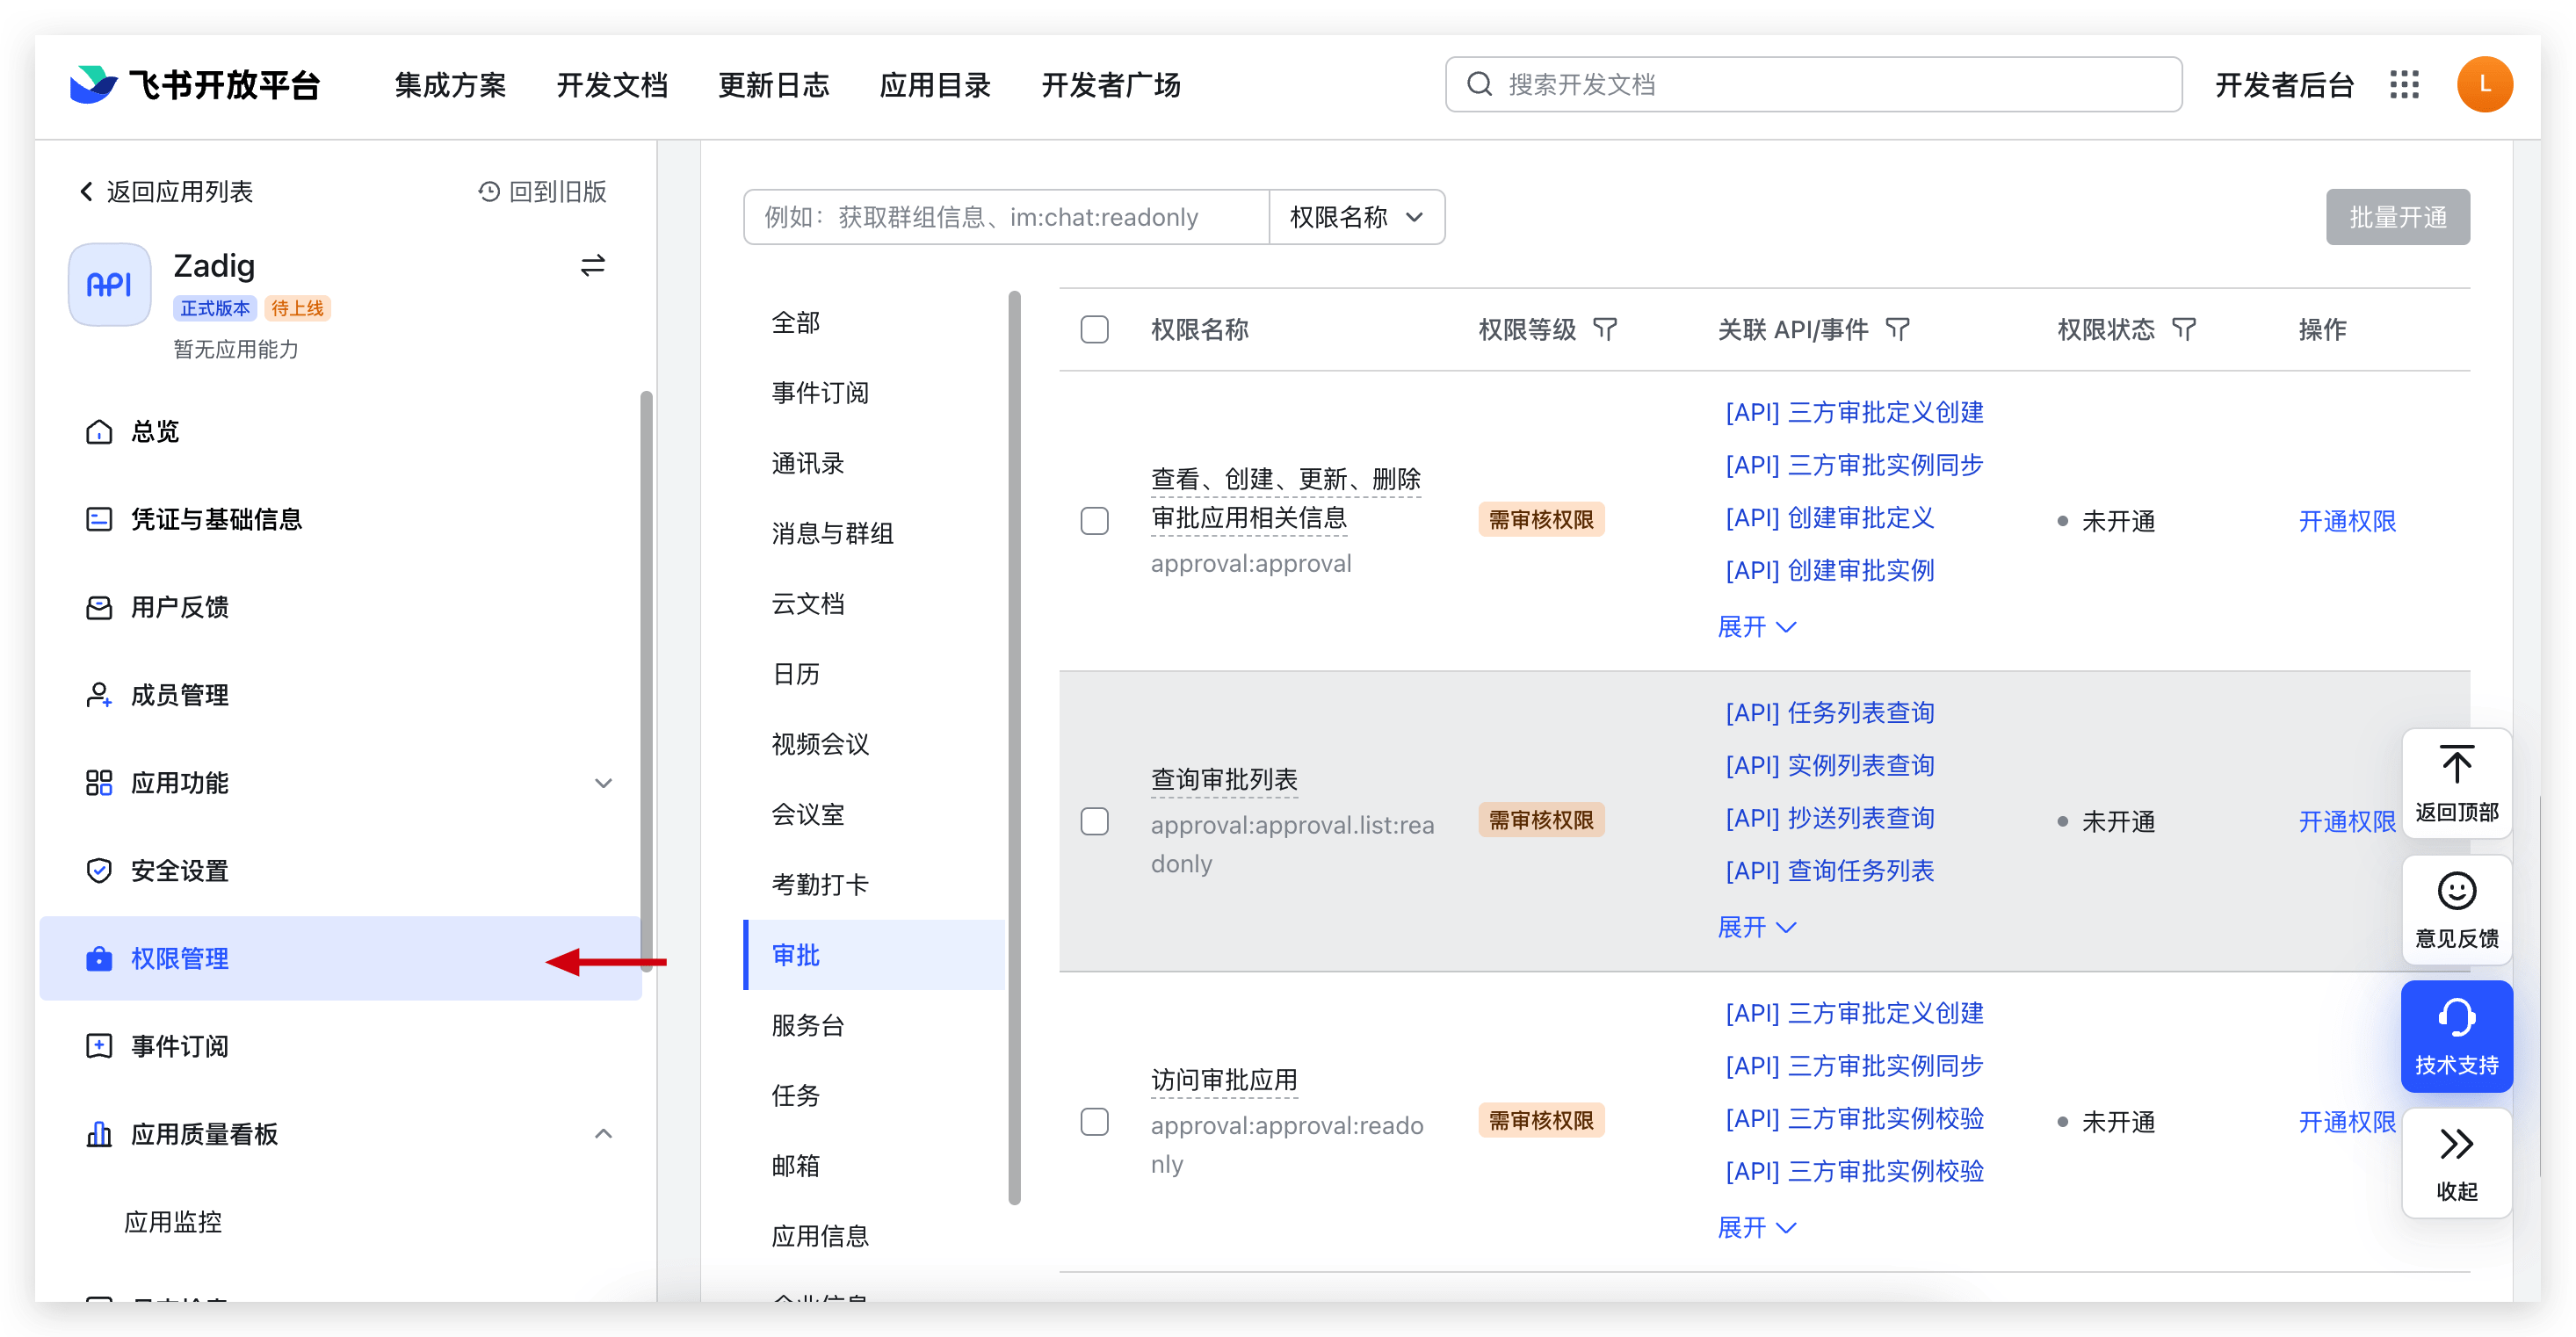 飞书开放平台
集成方案
开发文档
更新日志
应用目录
开发者广场
搜索开发文档
开发者后台
L
返回应用列表
回到旧版
API
Zadig
正式版本
待上线
暂无应用能力
总览
凭证与基础信息
用户反馈
成员管理
应用功能
安全设置
权限管理
事件订阅
应用质量看板
应用监控
例如：获取群组信息、im:chat:readonly
权限名称
批量开通
全部
事件订阅
通讯录
消息与群组
云文档
日历
视频会议
会议室
考勤打卡
审批
服务台
任务
邮箱
应用信息
权限名称
权限等级
关联 API/事件
权限状态
操作
查看、创建、更新、删除
审批应用相关信息
approval:approval
需审核权限
[API] 三方审批定义创建
[API] 三方审批实例同步
[API] 创建审批定义
[API] 创建审批实例
展开
未开通
开通权限
查询审批列表
approval:approval.list:rea
donly
需审核权限
[API] 任务列表查询
[API] 实例列表查询
[API] 抄送列表查询
[API] 查询任务列表
展开
未开通
开通权限
访问审批应用
approval:approval:reado
nly
需审核权限
[API] 三方审批定义创建
[API] 三方审批实例同步
[API] 三方审批实例校验
[API] 三方审批实例校验
展开
未开通
开通权限
返回顶部
意见反馈
技术支持
收起